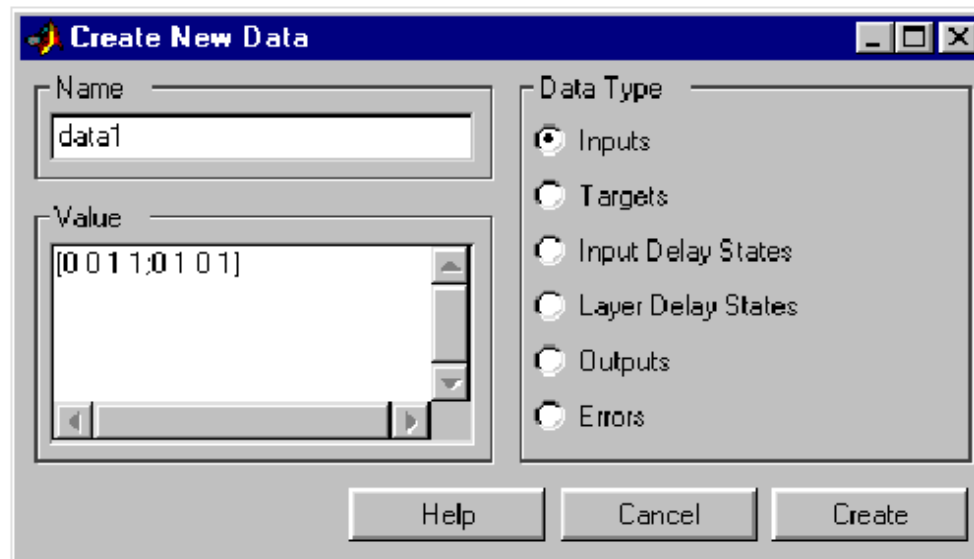 Create New Data
Name
data1
Value
[0 0 1 1;0 1 0 1]
Data Type
Inputs
Targets
Input Delay States
Layer Delay States
Outputs
Errors
Help
Cancel
Create